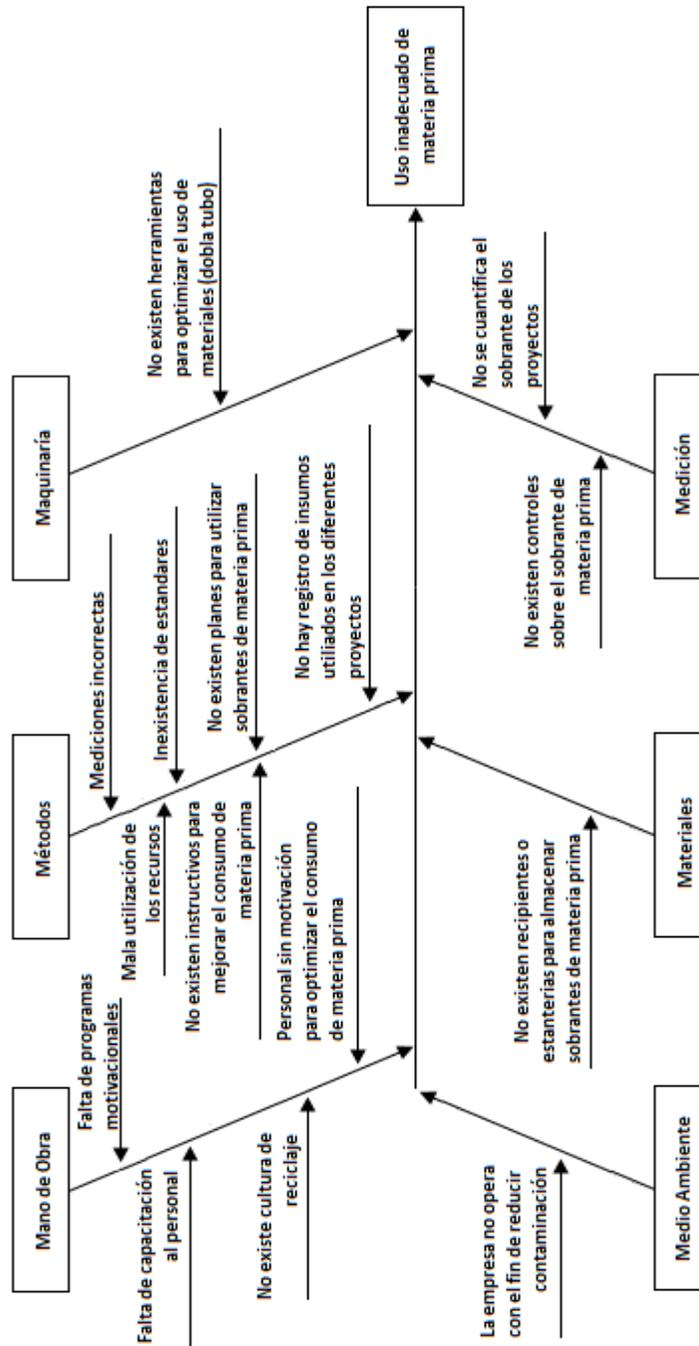 Mano de Obra
Falta de programas
motivacionales
Falta de capacitación
al personal
No existe cultura de
reciclaje
Personal sin motivación
para optimizar el consumo
de materia prima
Métodos
Mediciones incorrectas
Mala utilización de
los recursos
Inexistencia de estandares
No existen instructivos para
mejorar el consumo de
materia prima
No existen planes para utilizar
sobrantes de materia prima
No hay registro de insumos
utiliados en los diferentes
proyectos
Maquinaría
No existen herramientas
para optimizar el uso de
materiales (dobla tubo)
Uso inadecuado de
materia prima
La empresa no opera
con el fin de reducir
contaminación
Medio Ambiente
No existen recipientes o
estanterias para almacenar
sobrantes de materia prima
Materiales
No se cuantifica el
sobrante de los
proyectos
No existen controles
sobre el sobrante de
materia prima
Medición